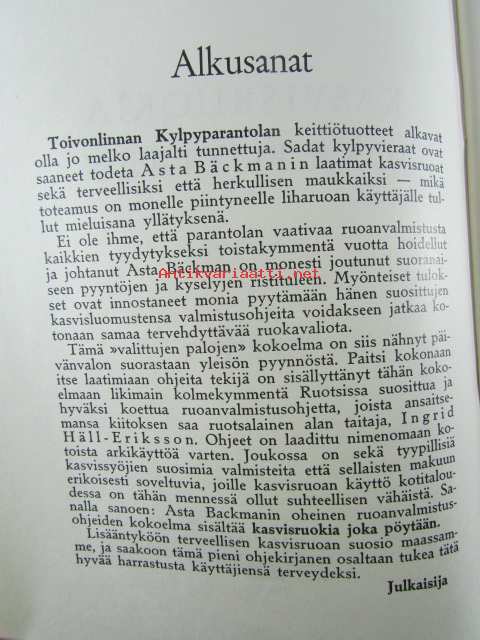 Alkusanat
Toivonlinnan Kylpyparantolan keittiötuotteet alkavat
olla jo melko laajalti tunnettuja. Sadat kylpyvieraat ovat
saaneet todeta Asta Bäckmanin laatimat kasvisruoat
sekä terveellisiksi että herkullisen maukkaiksi — mikä
toteamus on monelle piintyneelle liharuoan käyttäjälle tul-
lut mieluisana yllätyksenä.
Ei ole ihme, että parantolan vaativaa ruoanvalmistusta
kaikkien tyydytykseksi toistakymmentä vuotta hoidellut
ja johtanut Asta Bäckman on monesti joutunut suoranai-
seen pyyntöjen ja kyselyjen ristituleen. Myönteiset tulok-
set ovat innostaneet monia pyytämään hänen suosittujen
kasvisluomustensa valmistusohjeita voidakseen jatkaa ko-
tonaan samaa tervehdyttävää ruokavaliota.
Tämä »valittujen palojen» kokoelma on siis nähnyt päi-
vänvalon suorastaan yleisön pyynnöstä. Paitsi kokonaan
itse laatimiaan ohjeita tekijä on sisällyttänyt tähän koko-
elmaan likimain kolmekymmentä Ruotsissa suosittua ja
hyväksi koettua ruoanvalmistusohjetta, joista ansaitse-
mansa kiitoksen saa ruotsalainen alan taitaja, Ingrid
Häll-Eriksson. Ohjeet on laadittu nimenomaan ko-
toista arkikäyttöä varten. Joukossa on sekä tyypillisiä
kasvissyöjien suosimia valmisteita että sellaisten makuun
erikoisesti soveltuvia, joille kasvisruoan käyttö kotitalou-
dessa on tähän mennessä ollut suhteellisen vähäistä. Sa-
nalla sanoen: Asta Backmanin oheinen ruoanvalmistus-
ohjeiden kokoelma sisältää kasvisruokia joka pöytään.
Lisääntyköön terveellisen kasvisruoan suosio maassam-
me, ja saakoon tämä pieni ohjekirjanen osaltaan tukea tätä
hyvää harrastusta käyttäjiensä terveydeksi.
Julkaisija
Antikvariaatti.net